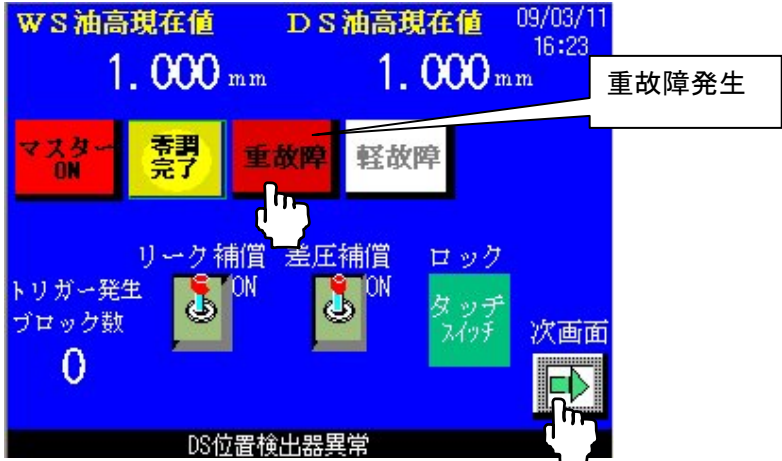 WS油高現在値
DS油高現在値
09/03/11
16:23
1.000mm
1.000mm
重故障発生
マスター
ON
零調
完了
重故障
軽故障
リーク補償
差圧補償
ロック
ON
ON
トリガー発生
ブロック数
0
タッチ
スイッチ
次画面
DS位置検出器異常